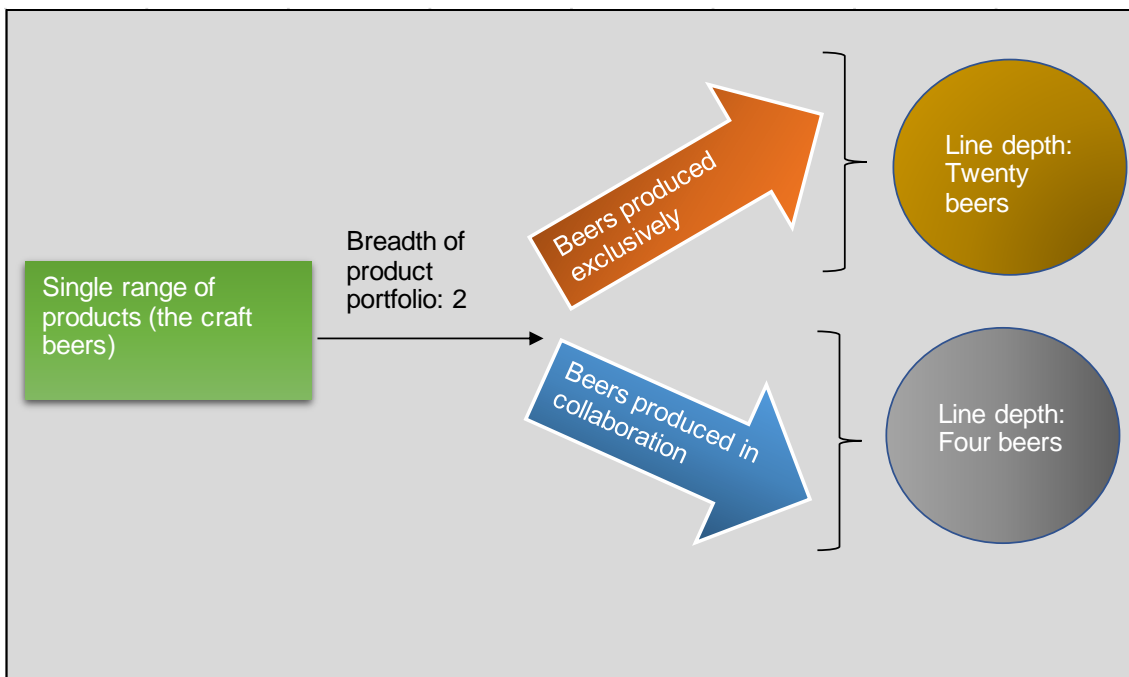 Single range of
products (the craft
beers)
Breadth of
product
portfolio: 2
Beers produced
exclusively
Line depth:
Twenty
beers
Beers produced in
collaboration
Line depth:
Four beers